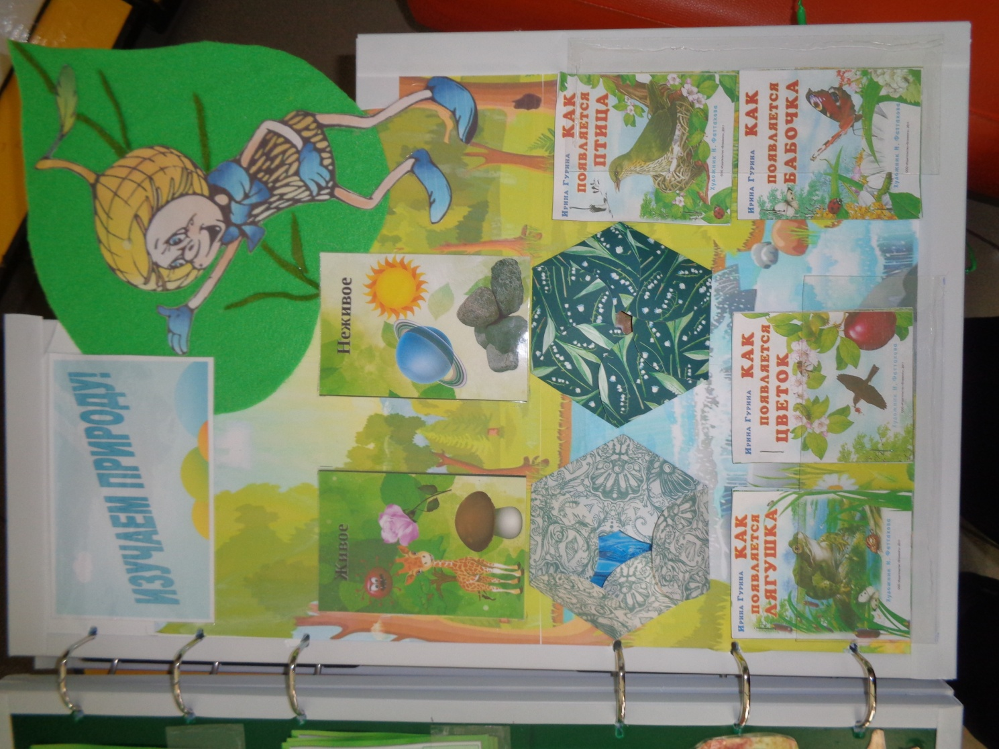 ИЗУЧАЕМ ПРИРОДУ!
Живое
Неживое
Ирина Гурина
КАК
ПОЯВЛЯЕТСЯ
ЛЯГУШКА
Художник И. Фаттахова
Ирина Гурина
КАК
ПОЯВЛЯЕТСЯ
ЦВЕТОК
Художник И. Фаттахова
Ирина Гурина
КАК
ПОЯВЛЯЕТСЯ
ПТИЦА
Художник И. Фаттахова
Ирина Гурина
КАК
ПОЯВЛЯЕТСЯ
БАБОЧКА
Художник И. Фаттахова